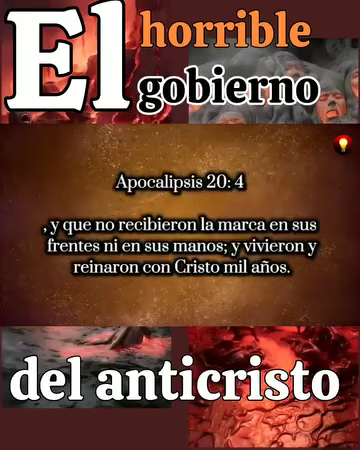 El horrible
gobierno
Apocalipsis 20: 4
, y que no recibieron la marca en sus
frentes ni en sus manos; y vivieron y
reinaron con Cristo mil años.
del anticristo